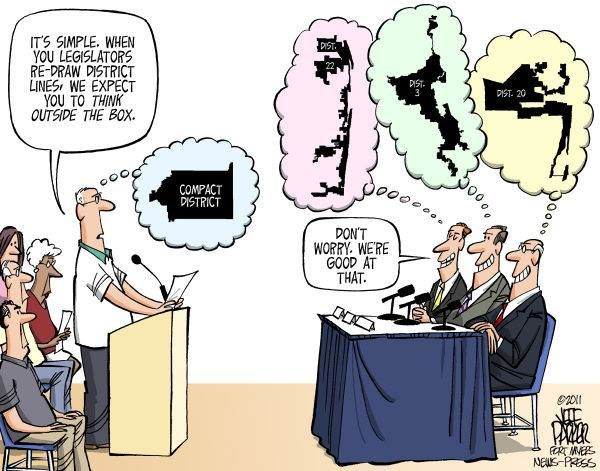 IT'S SIMPLE. WHEN
YOU LEGISLATORS
RE-DRAW DISTRICT
LINES, WE EXPECT
YOU TO THINK
OUTSIDE THE BOX.
COMPACT
DISTRICT
DIST.
22
DIST.
3
DIST. 20
DON'T
WORRY. WE'RE
GOOD AT
THAT.
©2011
JEFF
PARKER
FORT MYERS
NEWS-PRESS